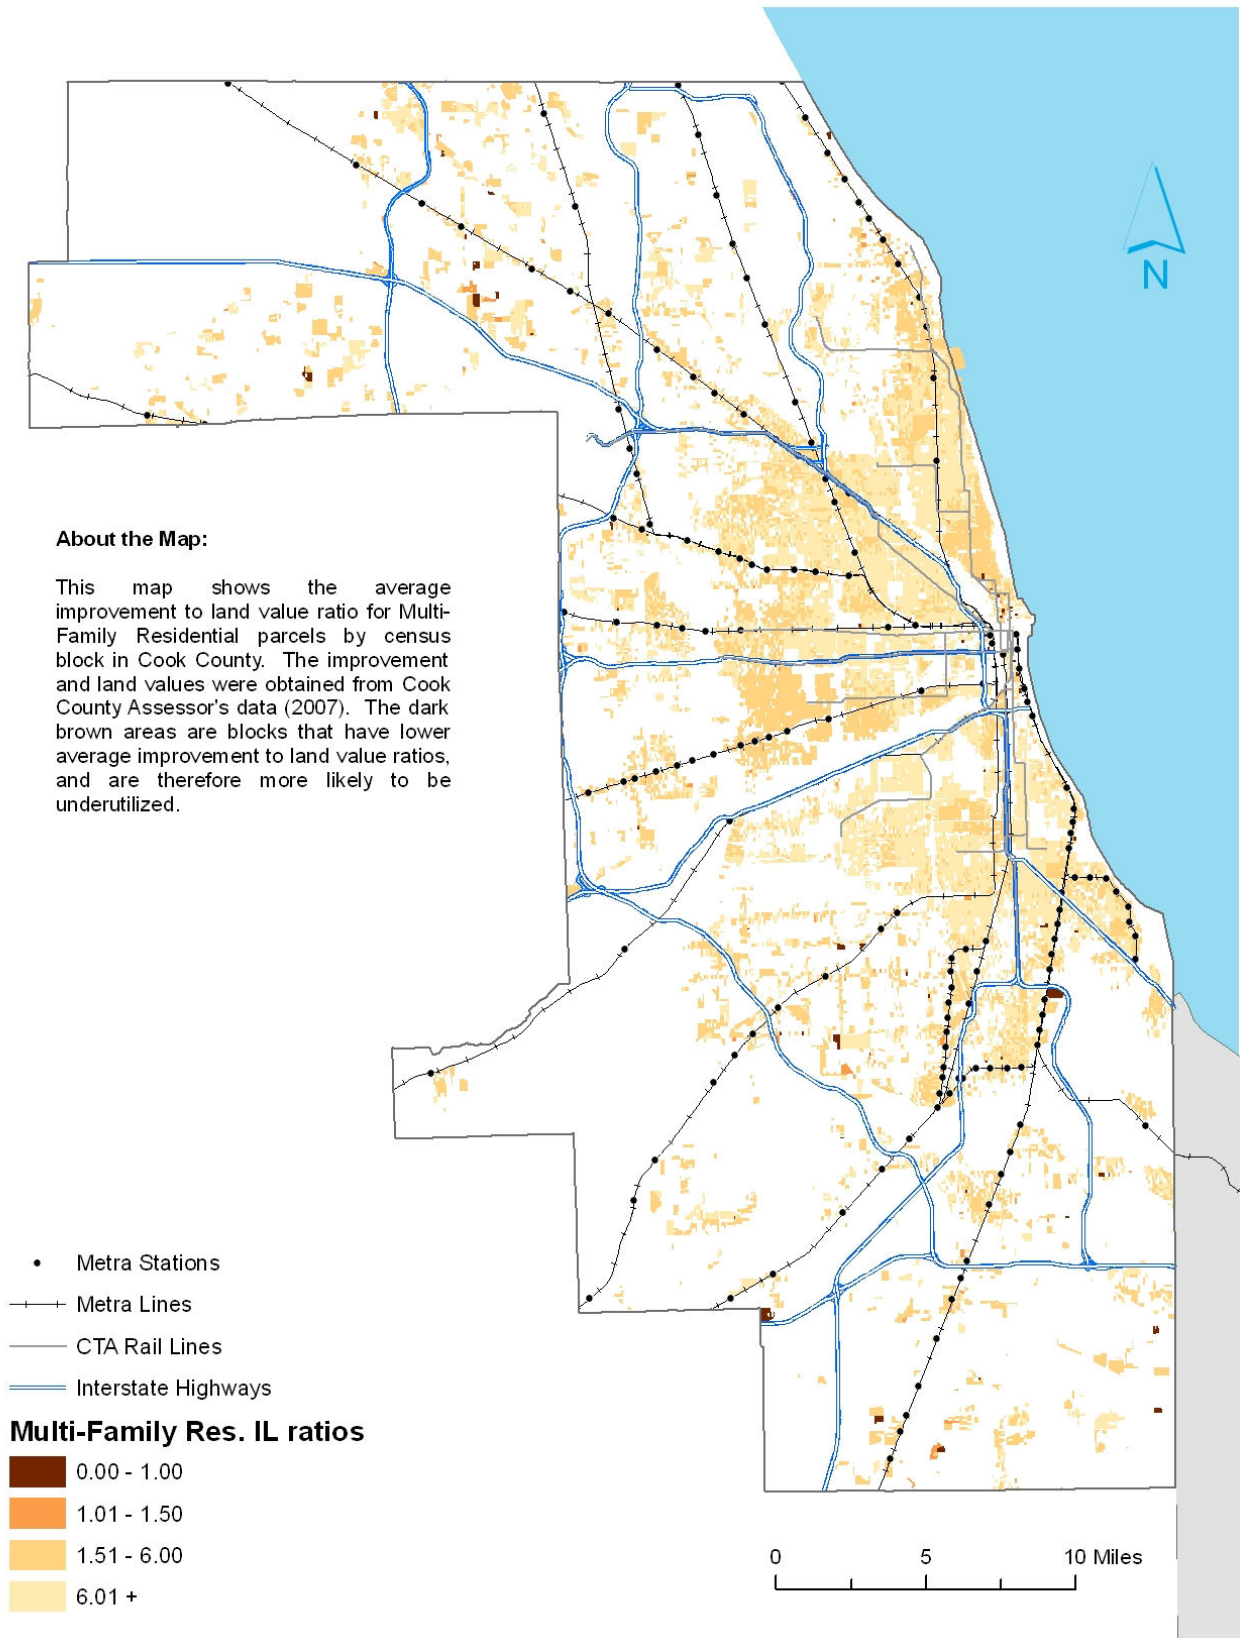 N
About the Map:
This map shows the average
improvement to land value ratio for Multi-
Family Residential parcels by census
block in Cook County. The improvement
and land values were obtained from Cook
County Assessor's data (2007). The dark
brown areas are blocks that have lower
average improvement to land value ratios,
and are therefore more likely to be
underutilized.
Metra Stations
Metra Lines
CTA Rail Lines
Interstate Highways
Multi-Family Res. IL ratios
0.00 - 1.00
1.01 - 1.50
1.51 - 6.00
6.01 +
0 5 10 Miles